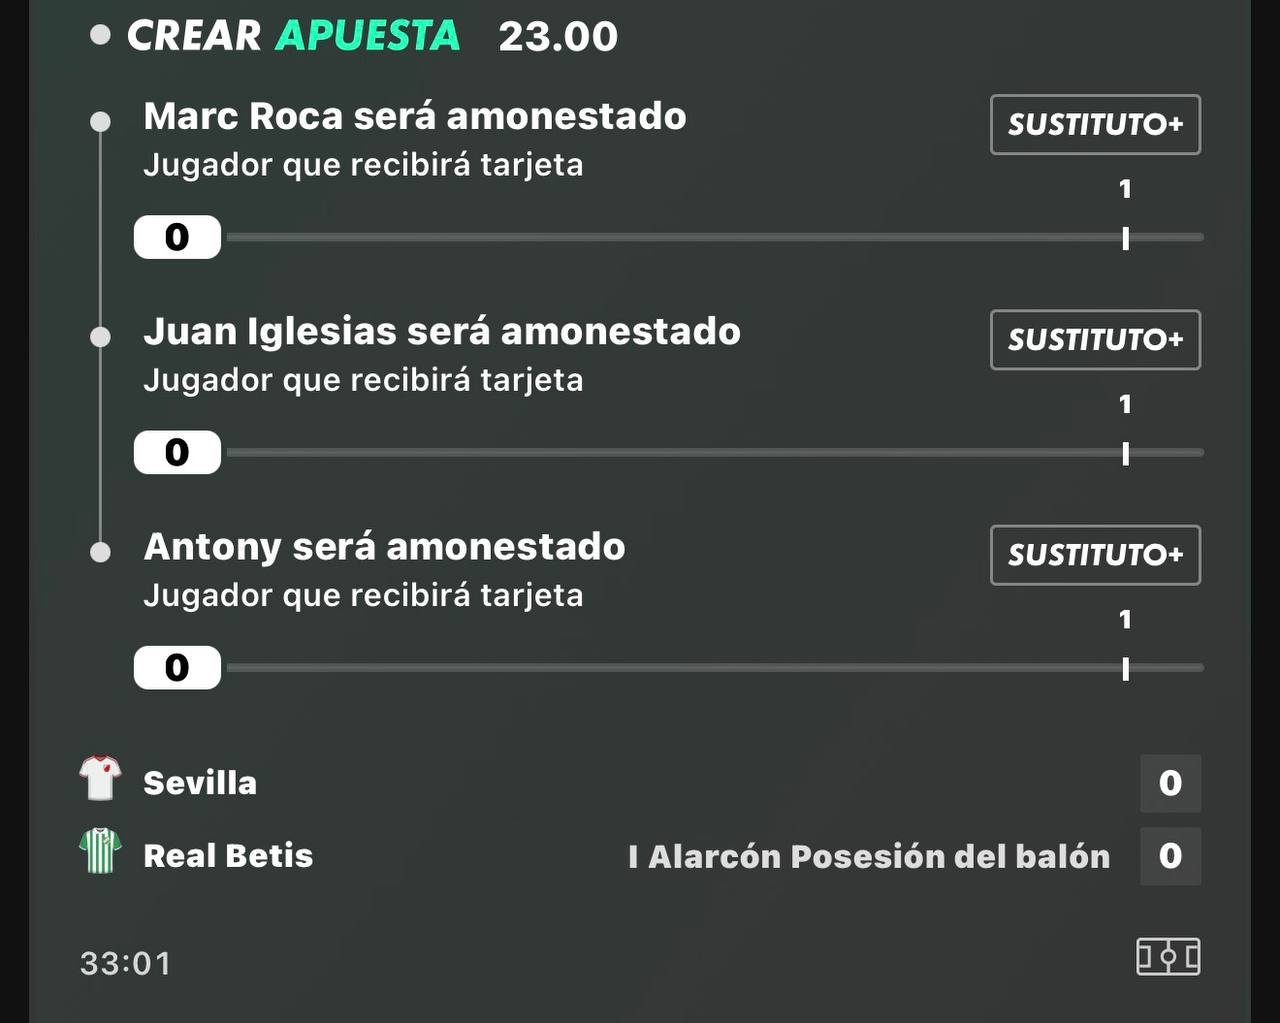 CREAR APUESTA 23.00
Marc Roca será amonestado
SUSTITUTO+
Jugador que recibirá tarjeta
1
0
Juan Iglesias será amonestado
SUSTITUTO+
Jugador que recibirá tarjeta
1
0
Antony será amonestado
SUSTITUTO+
Jugador que recibirá tarjeta
1
0
Sevilla 0
Real Betis I Alarcón Posesión del balón 0
33:01